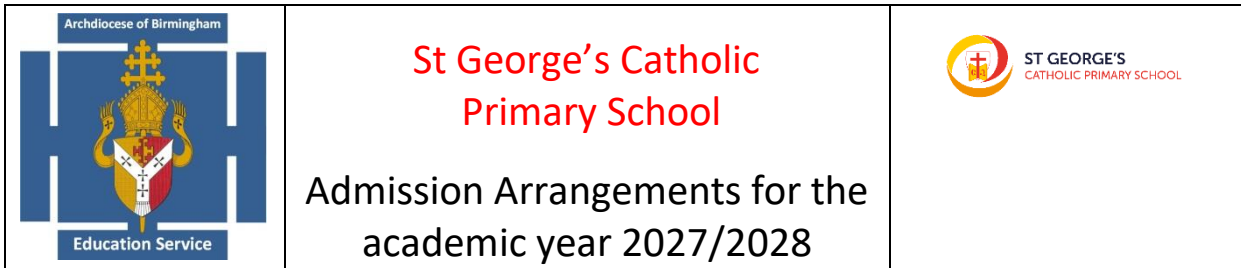 Archdiocese of Birmingham
Education Service
St George’s Catholic
Primary School
Admission Arrangements for the
academic year 2027/2028
ST GEORGE'S
CATHOLIC PRIMARY SCHOOL